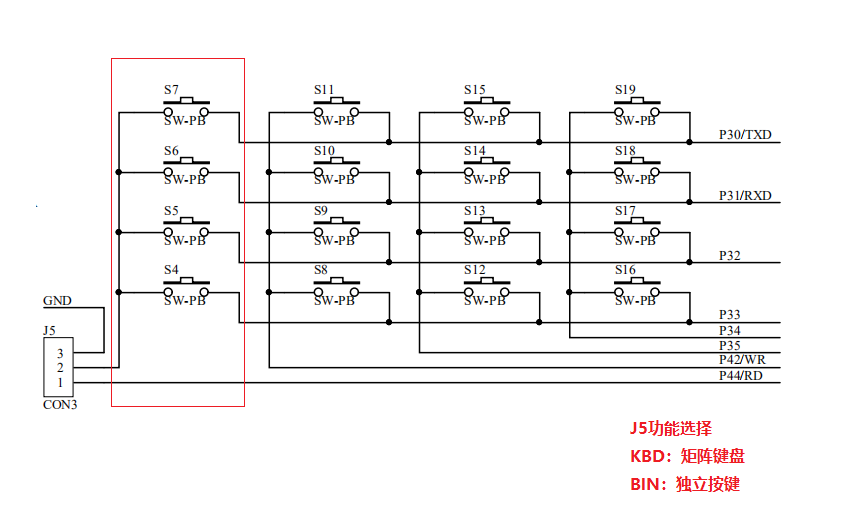 S7 S11 S15 S19
SW-PB SW-PB SW-PB SW-PB
P30/TXD
S6 S10 S14 S18
SW-PB SW-PB SW-PB SW-PB
P31/RXD
S5 S9 S13 S17
SW-PB SW-PB SW-PB SW-PB
P32
S4 S8 S12 S16
SW-PB SW-PB SW-PB SW-PB
GND
P33
J5
P34
3
P35
2
P42/WR
1
P44/RD
CON3
J5功能选择
KBD：矩阵键盘
BIN：独立按键